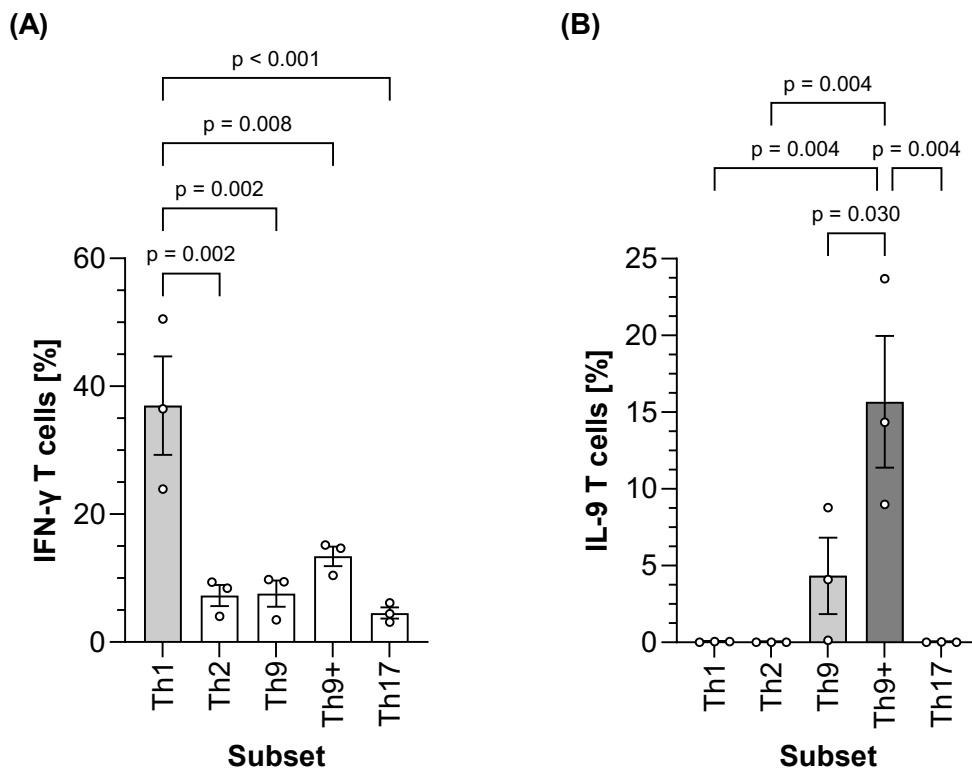 (A)
p < 0.001
p = 0.008
p = 0.002
p = 0.002
IFN-γ T cells [%]
60
40
20
0
Th1
Th2
Th9
Th9+
Th17
Subset
(B)
p = 0.004
p = 0.004
p = 0.004
p = 0.030
IL-9 T cells [%]
25
20
15
10
5
0
Th1
Th2
Th9
Th9+
Th17
Subset